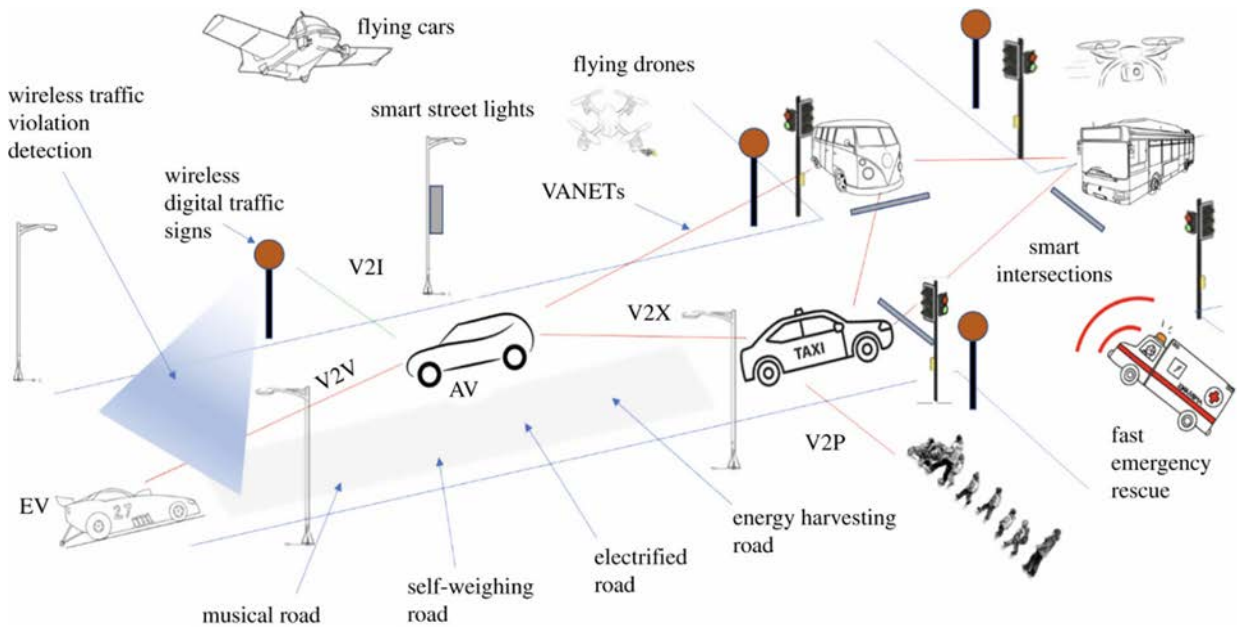 flying cars
wireless traffic
violation
detection
smart street lights
flying drones
wireless
digital traffic
signs
VANETs
V2I
smart
intersections
V2X
TAXI
V2V
AV
V2P
fast
emergency
rescue
EV
27
energy harvesting
road
electrified
road
self-weighing
road
musical road